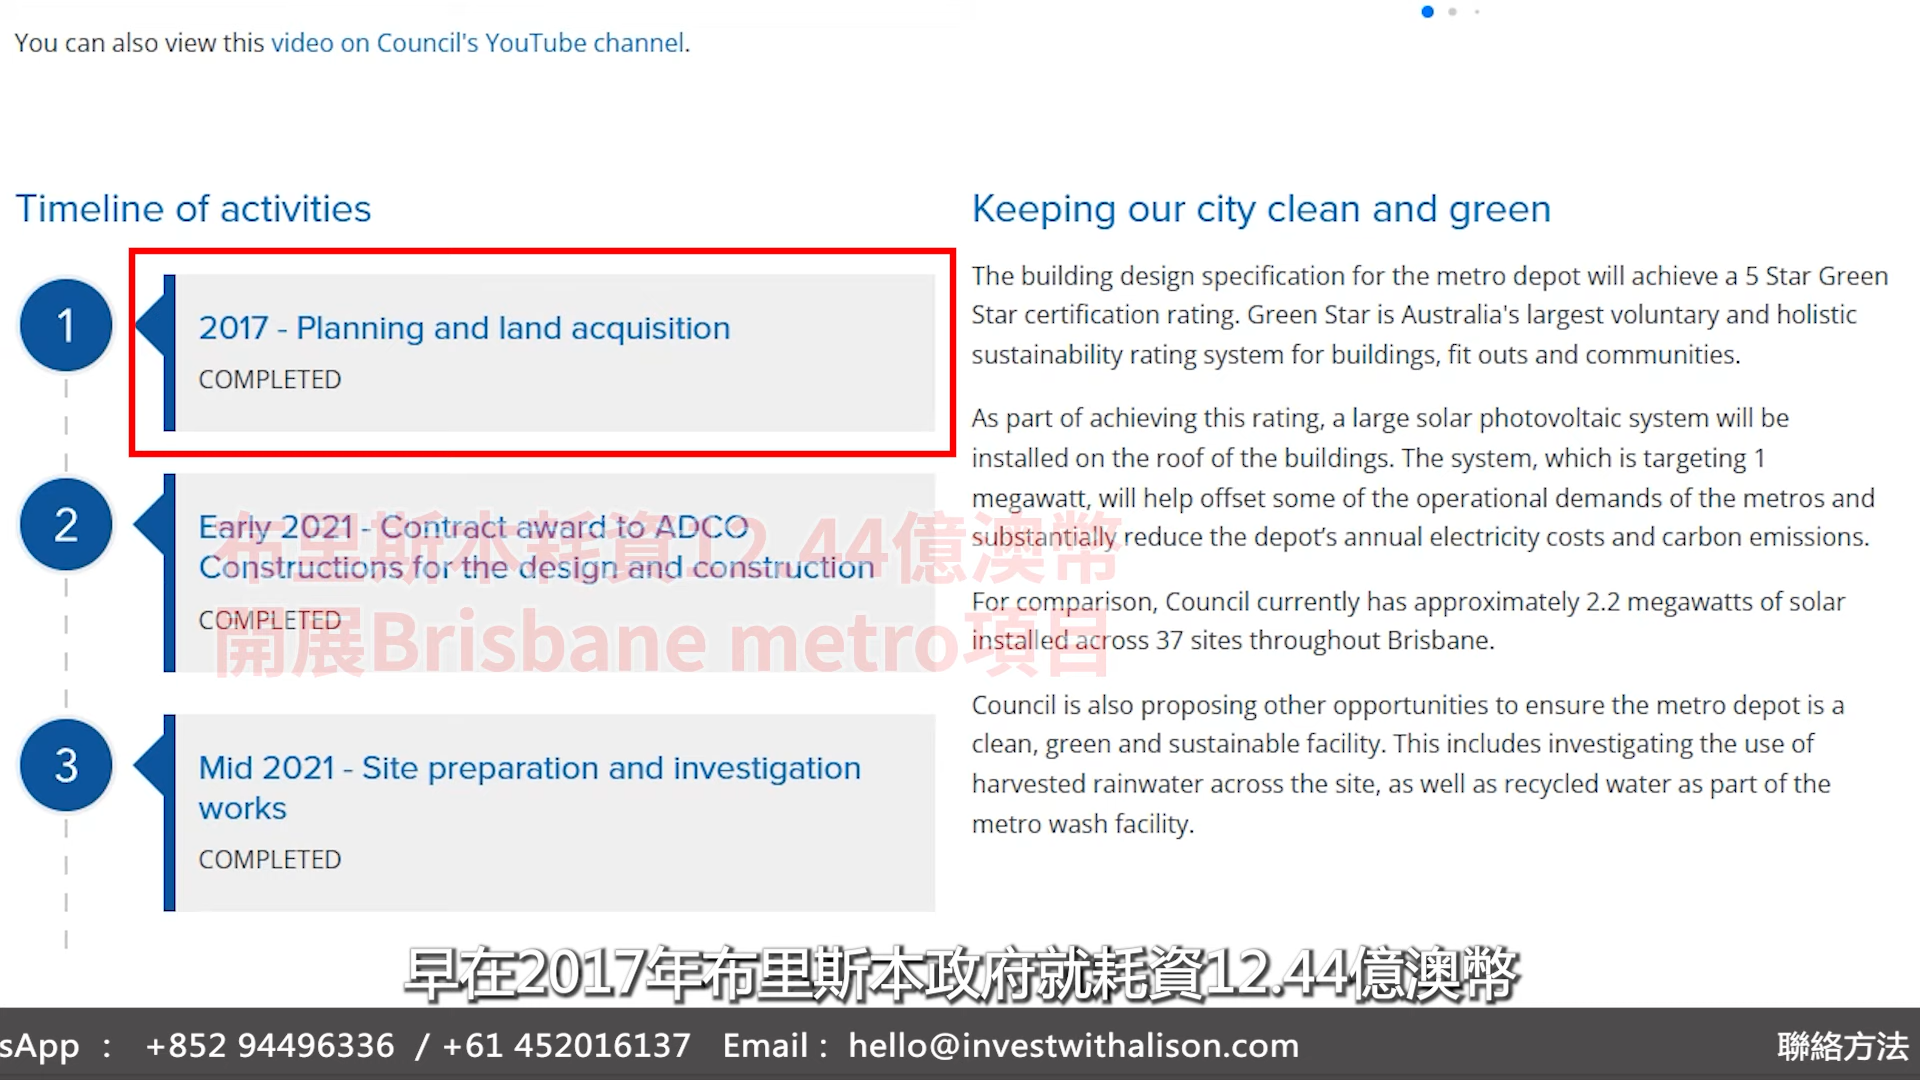 You can also view this video on Council's YouTube channel.
Timeline of activities
1
2017 - Planning and land acquisition
COMPLETED
2
Early 2021 - Contract award to ADCO
Constructions for the design and construction
COMPLETED
3
Mid 2021 - Site preparation and investigation
works
COMPLETED
Keeping our city clean and green
The building design specification for the metro depot will achieve a 5 Star Green
Star certification rating. Green Star is Australia's largest voluntary and holistic
sustainability rating system for buildings, fit outs and communities.
As part of achieving this rating, a large solar photovoltaic system will be
installed on the roof of the buildings. The system, which is targeting 1
megawatt, will help offset some of the operational demands of the metros and
substantially reduce the depot's annual electricity costs and carbon emissions.
For comparison, Council currently has approximately 2.2 megawatts of solar
installed across 37 sites throughout Brisbane.
Council is also proposing other opportunities to ensure the metro depot is a
clean, green and sustainable facility. This includes investigating the use of
harvested rainwater across the site, as well as recycled water as part of the
metro wash facility.
布里斯本耗資12.44億澳幣
開展Brisbane metro項目
早在2017年布里斯本政府就耗資12.44億澳幣
sApp : +852 94496336 / +61 452016137 Email : hello@investwithalison.com
聯絡方法